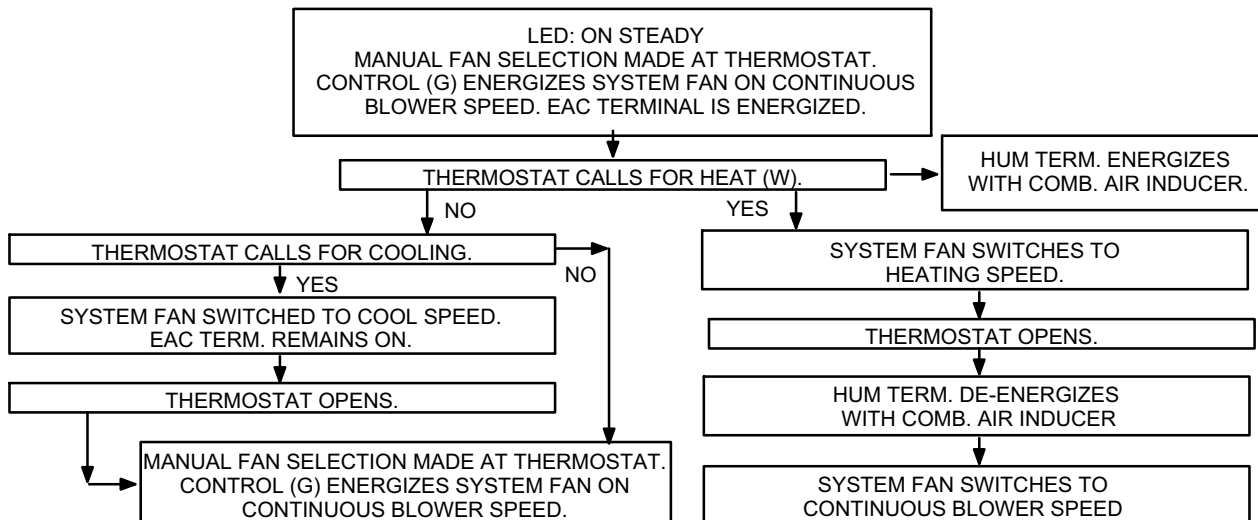 LED: ON STEADY
MANUAL FAN SELECTION MADE AT THERMOSTAT.
CONTROL (G) ENERGIZES SYSTEM FAN ON CONTINUOUS
BLOWER SPEED. EAC TERMINAL IS ENERGIZED.
THERMOSTAT CALLS FOR HEAT (W).
HUM TERM. ENERGIZES
WITH COMB. AIR INDUCER.
NO
YES
THERMOSTAT CALLS FOR COOLING.
NO
YES
SYSTEM FAN SWITCHED TO COOL SPEED.
EAC TERM. REMAINS ON.
THERMOSTAT OPENS.
MANUAL FAN SELECTION MADE AT THERMOSTAT.
CONTROL (G) ENERGIZES SYSTEM FAN ON
CONTINUOUS BLOWER SPEED.
SYSTEM FAN SWITCHES TO
HEATING SPEED.
THERMOSTAT OPENS.
HUM TERM. DE-ENERGIZES
WITH COMB. AIR INDUCER
SYSTEM FAN SWITCHES TO
CONTINUOUS BLOWER SPEED